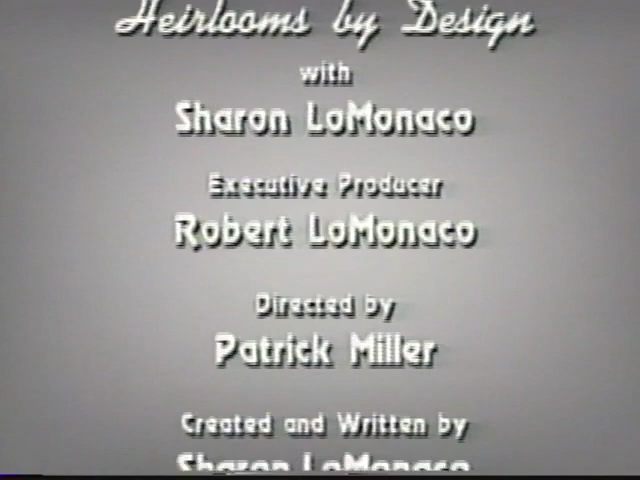 Heirlooms by Design
with
Sharon LoMonaco
Executive Producer
Robert LoMonaco
Directed by
Patrick Miller
Created and Written by
Sharon LoMonaco